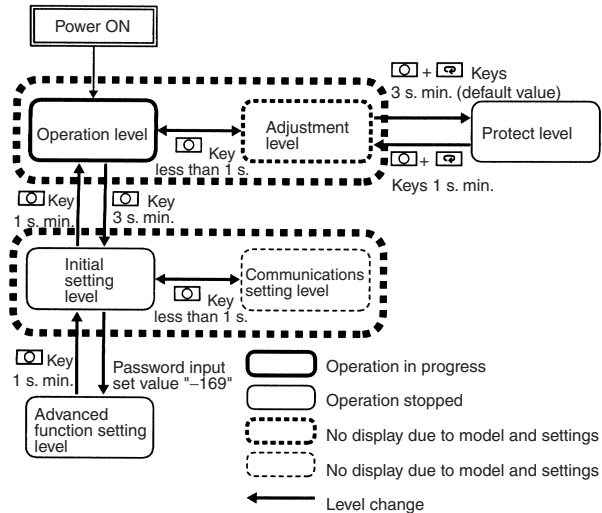 Power ON
Operation level
Key
less than 1 s.
Adjustment
level
+ Keys
3 s. min. (default value)
Protect level
+
Keys 1 s. min.
Key
1 s. min.
Key
3 s. min.
Initial
setting
level
Key
less than 1 s.
Communications
setting level
Key
1 s. min.
Password input
set value "–169"
Advanced
function setting
level
Operation in progress
Operation stopped
No display due to model and settings
No display due to model and settings
Level change